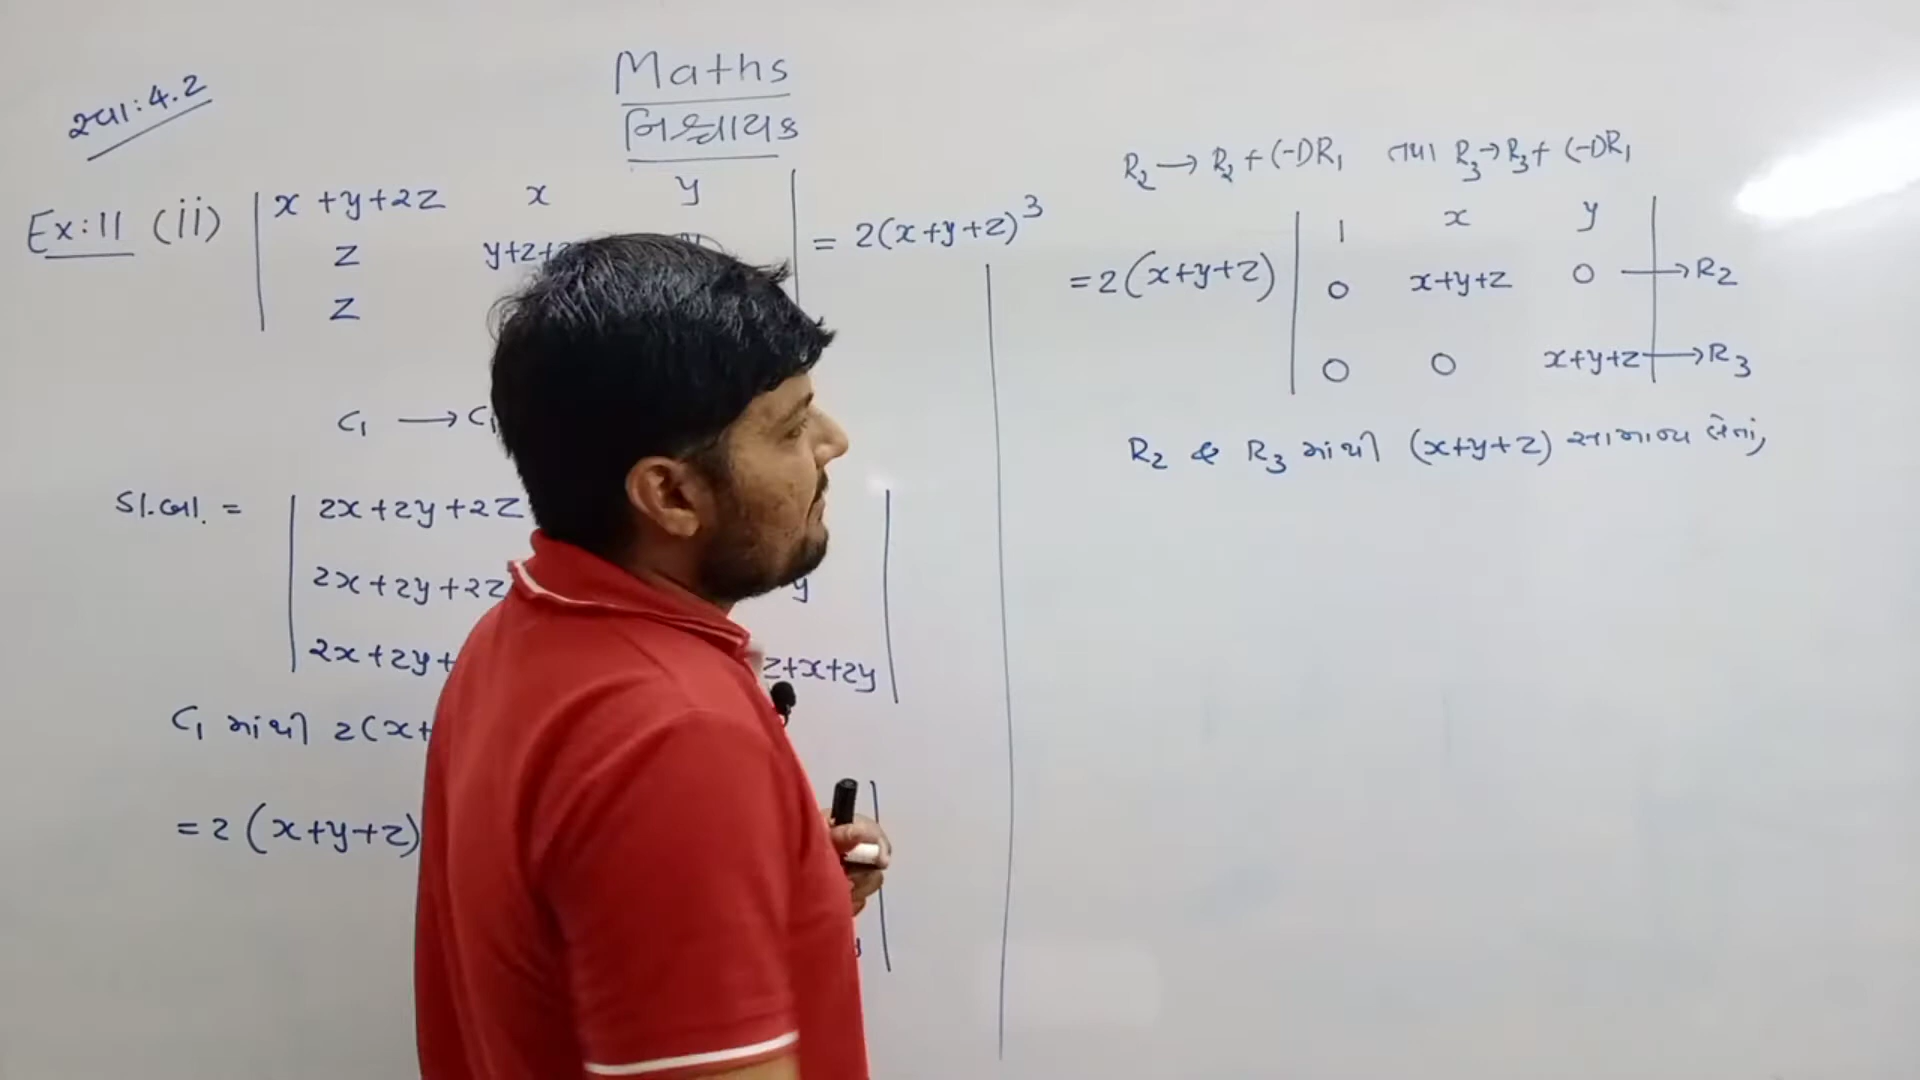 સ્વા:4.2
Maths
નિશ્ચાયક
Ex:11 (ii) | x+y+2z x y | = 2(x+y+z)³
z y+z+
z
C₁ → C₁
ડા.બા. = | 2x+2y+2z
2x+2y+2z y
2x+2y+ z+x+2y |
C₁ માંથી 2(x+
= 2(x+y+z)
y
R₂ → R₂ + (-1)R₁ તથા R₃ → R₃ + (-1)R₁
= 2(x+y+z) | 1 x y |
0 x+y+z 0 → R₂
0 0 x+y+z → R₃
R₂ & R₃ માંથી (x+y+z) સામાન્ય લેતાં,